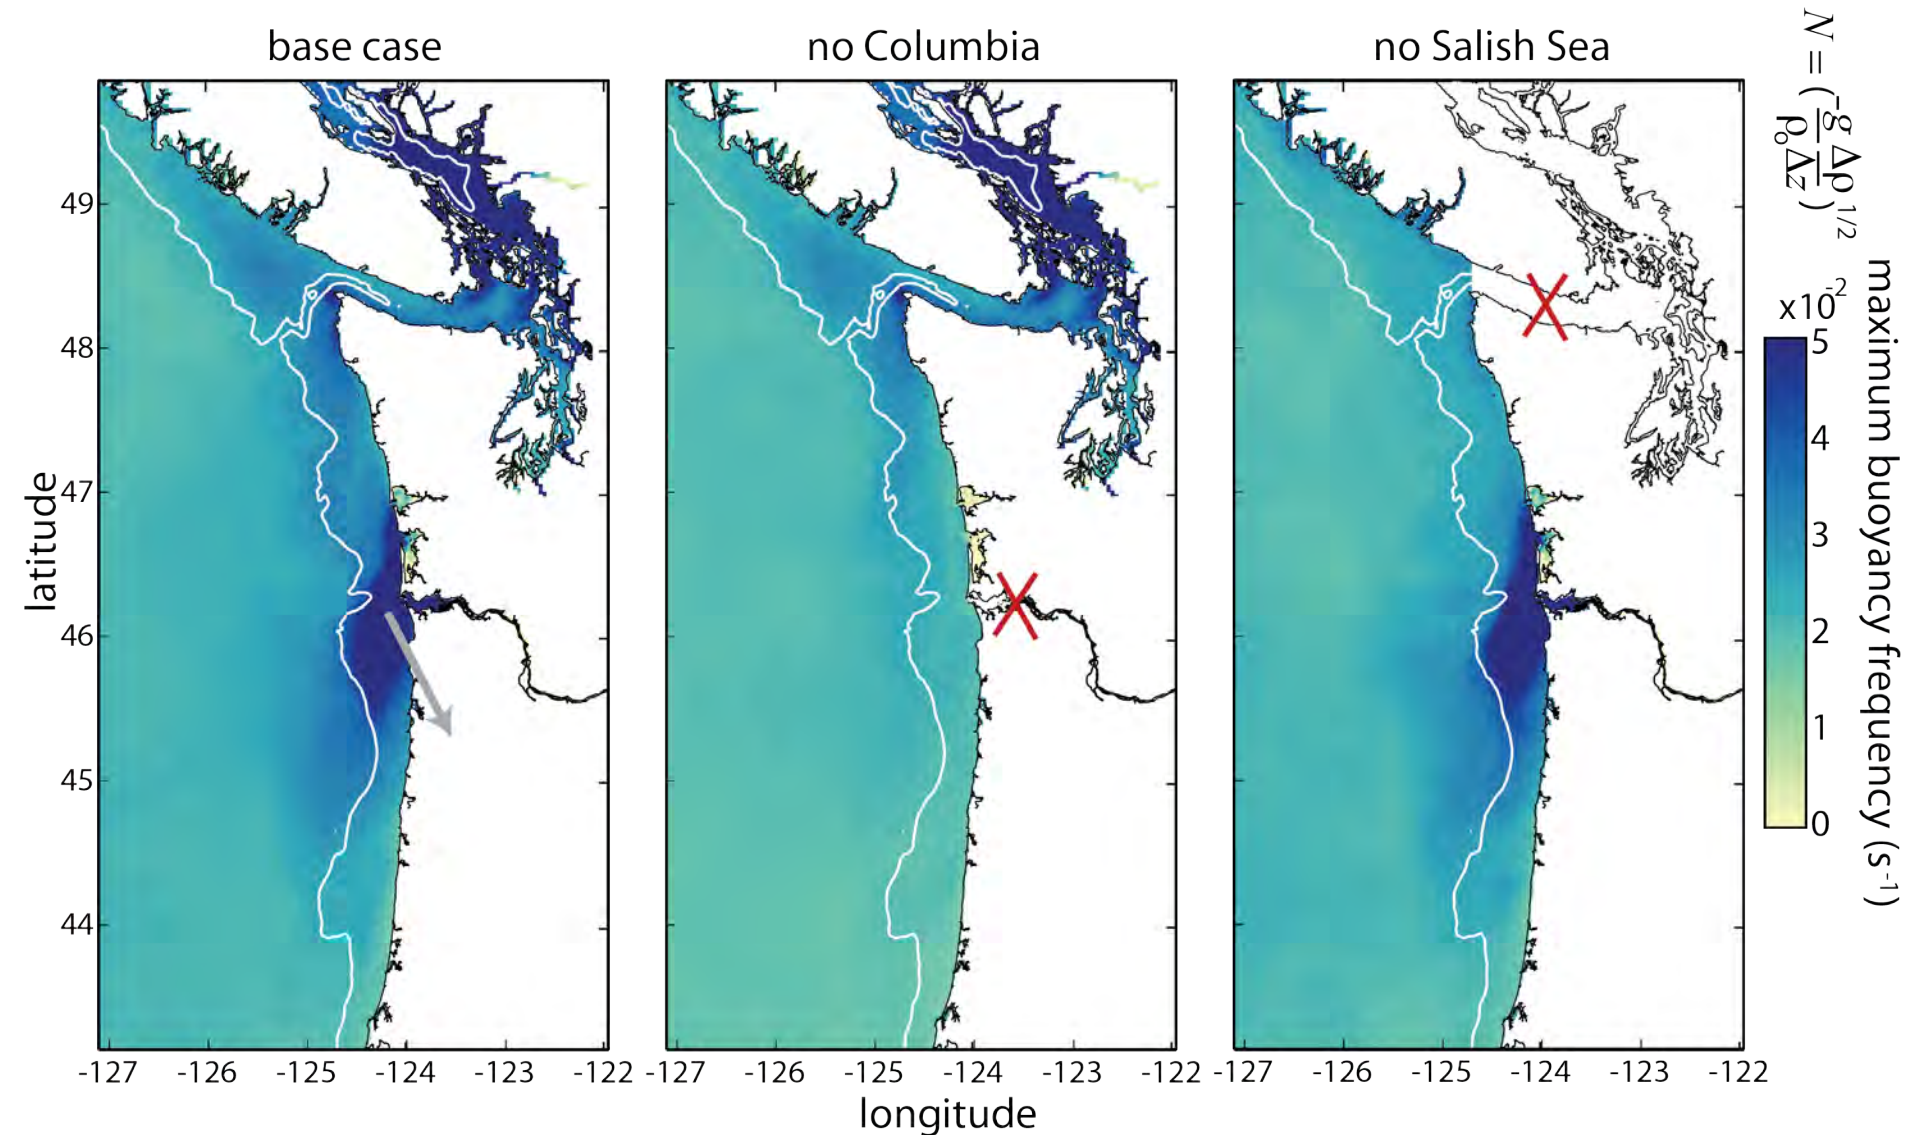 base case
no Columbia
no Salish Sea
N = (-g Δρ / ρ₀ Δz)^1/2
latitude
49
48
47
46
45
44
-127 -126 -125 -124 -123 -122
-127 -126 -125 -124 -123 -122
-127 -126 -125 -124 -123 -122
longitude
x10^-2
5
4
3
2
1
0
maximum buoyancy frequency (s^-1)